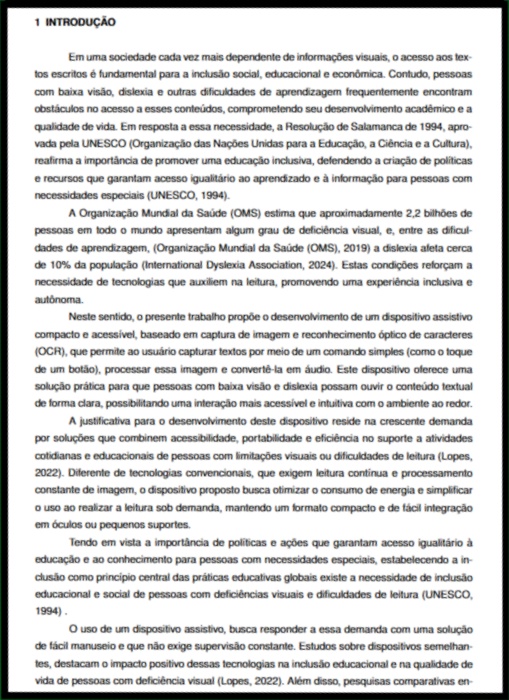 1 INTRODUÇÃO
Em uma sociedade cada vez mais dependente de informações visuais, o acesso aos tex-
tos escritos é fundamental para a inclusão social, educacional e econômica. Contudo, pessoas
com baixa visão, dislexia e outras dificuldades de aprendizagem frequentemente encontram
obstáculos no acesso a esses conteúdos, comprometendo seu desenvolvimento acadêmico e a
qualidade de vida. Em resposta a essa necessidade, a Resolução de Salamanca de 1994, apro-
vada pela UNESCO (Organização das Nações Unidas para a Educação, a Ciência e a Cultura),
reafirma a importância de promover uma educação inclusiva, defendendo a criação de políticas
e recursos que garantam acesso igualitário ao aprendizado e à informação para pessoas com
necessidades especiais (UNESCO, 1994).
A Organização Mundial da Saúde (OMS) estima que aproximadamente 2,2 bilhões de
pessoas em todo o mundo apresentam algum grau de deficiência visual, e, entre as dificul-
dades de aprendizagem, (Organização Mundial da Saúde (OMS), 2019) a dislexia afeta cerca
de 10% da população (International Dyslexia Association, 2024). Estas condições reforçam a
necessidade de tecnologias que auxiliem na leitura, promovendo uma experiência inclusiva e
autônoma.
Neste sentido, o presente trabalho propõe o desenvolvimento de um dispositivo assistivo
compacto e acessível, baseado em captura de imagem e reconhecimento óptico de caracteres
(OCR), que permite ao usuário capturar textos por meio de um comando simples (como o toque
de um botão), processar essa imagem e convertê-la em áudio. Este dispositivo oferece uma
solução prática para que pessoas com baixa visão e dislexia possam ouvir o conteúdo textual
de forma clara, possibilitando uma interação mais acessível e intuitiva com o ambiente ao redor.
A justificativa para o desenvolvimento deste dispositivo reside na crescente demanda
por soluções que combinem acessibilidade, portabilidade e eficiência no suporte a atividades
cotidianas e educacionais de pessoas com limitações visuais ou dificuldades de leitura (Lopes,
2022). Diferente de tecnologias convencionais, que exigem leitura contínua e processamento
constante de imagem, o dispositivo proposto busca otimizar o consumo de energia e simplificar
o uso ao realizar a leitura sob demanda, mantendo um formato compacto e de fácil integração
em óculos ou pequenos suportes.
Tendo em vista a importância de políticas e ações que garantam acesso igualitário à
educação e ao conhecimento para pessoas com necessidades especiais, estabelecendo a in-
clusão como princípio central das práticas educativas globais existe a necessidade de inclusão
educacional e social de pessoas com deficiências visuais e dificuldades de leitura (UNESCO,
1994) .
O uso de um dispositivo assistivo, busca responder a essa demanda com uma solução
de fácil manuseio e que não exige supervisão constante. Estudos sobre dispositivos semelhan-
tes, destacam o impacto positivo dessas tecnologias na inclusão educacional e na qualidade
de vida de pessoas com deficiência visual (Lopes, 2022). Além disso, pesquisas comparativas en-